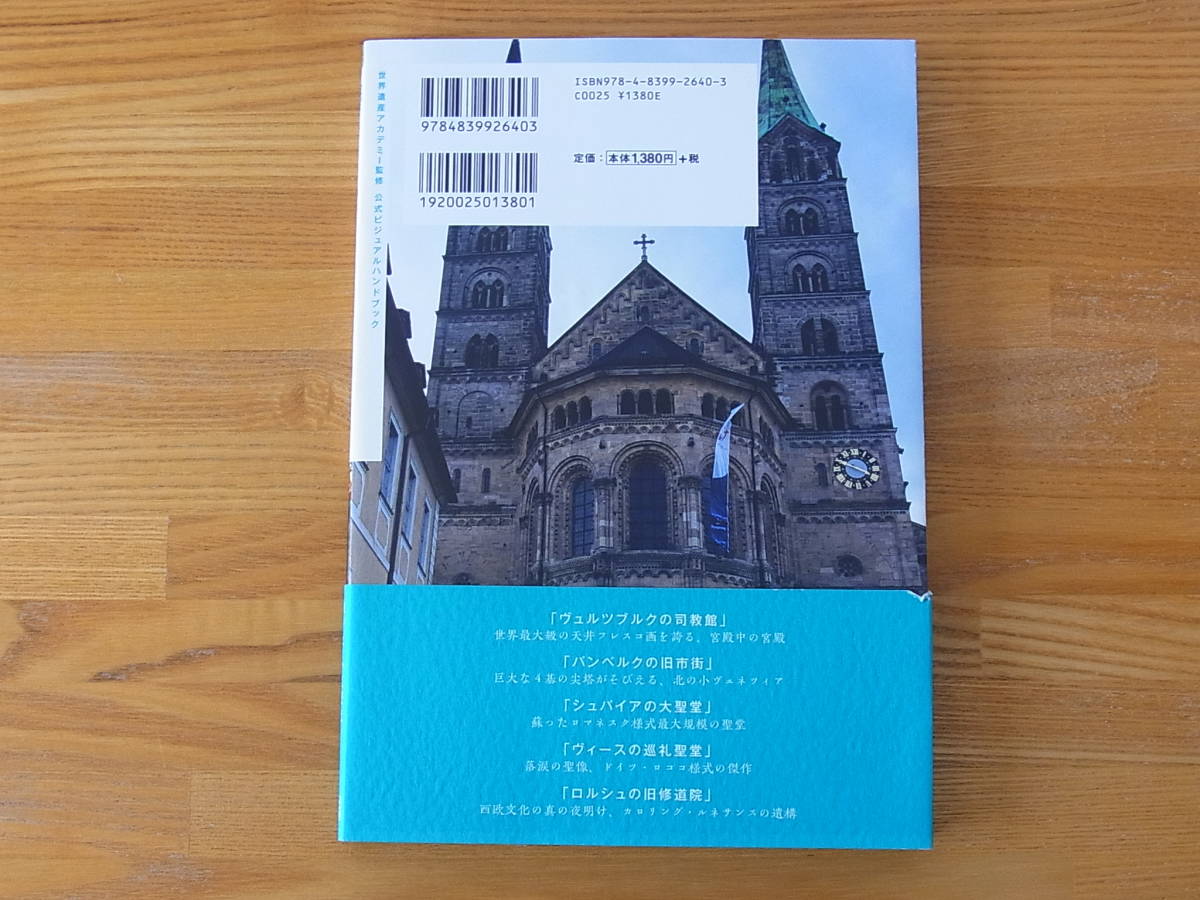 世界遺産アカデミー監修 公式ビジュアルハンドブック
ISBN978-4-8399-2640-3
C0025 ¥1380E
9784839926403
定価：本体1,380円+税
1920025013801
「ヴュルツブルクの司教館」
世界最大級の天井フレスコ画を誇る、宮殿中の宮殿
「バンベルクの旧市街」
巨大な4基の尖塔がそびえる、北の小ヴェネツィア
「シュパイアの大聖堂」
蘇ったロマネスク様式最大規模の聖堂
「ヴィースの巡礼聖堂」
落涙の聖像、ドイツ・ロココ様式の傑作
「ロルシュの旧修道院」
西欧文化の真の夜明け、カロリング・ルネサンスの遺構